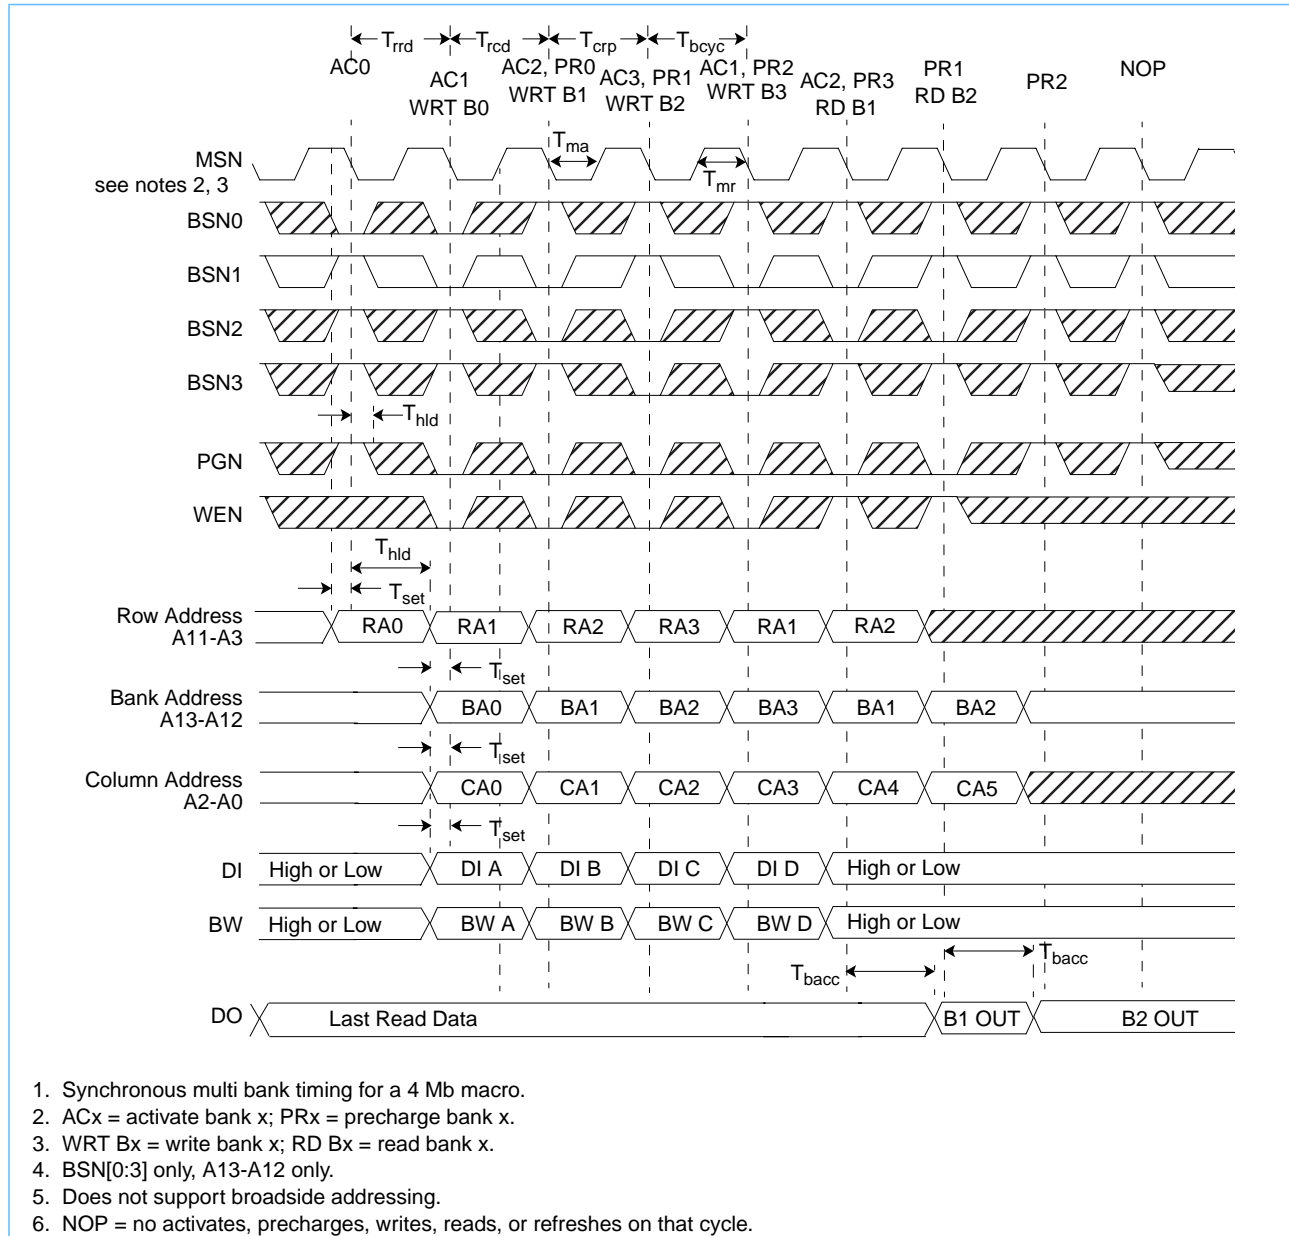 Trrd Trcd Tcrp Tbcyc
AC0
AC1
WRT B0
AC2, PR0
WRT B1
AC3, PR1
WRT B2
AC1, PR2
WRT B3
AC2, PR3
RD B1
PR1
RD B2
PR2
NOP
MSN
see notes 2, 3
Tma
Tmr
BSN0
BSN1
BSN2
BSN3
Thld
PGN
WEN
Thld
Tset
Row Address
A11-A3
RA0 RA1 RA2 RA3 RA1 RA2
Tset
Bank Address
A13-A12
BA0 BA1 BA2 BA3 BA1 BA2
Tset
Column Address
A2-A0
CA0 CA1 CA2 CA3 CA4 CA5
Tset
DI High or Low DI A DI B DI C DI D High or Low
BW High or Low BW A BW B BW C BW D High or Low
Tbacc
Tbacc
DO Last Read Data B1 OUT B2 OUT
1. Synchronous multi bank timing for a 4 Mb macro.
2. ACx = activate bank x; PRx = precharge bank x.
3. WRT Bx = write bank x; RD Bx = read bank x.
4. BSN[0:3] only, A13-A12 only.
5. Does not support broadside addressing.
6. NOP = no activates, precharges, writes, reads, or refreshes on that cycle.